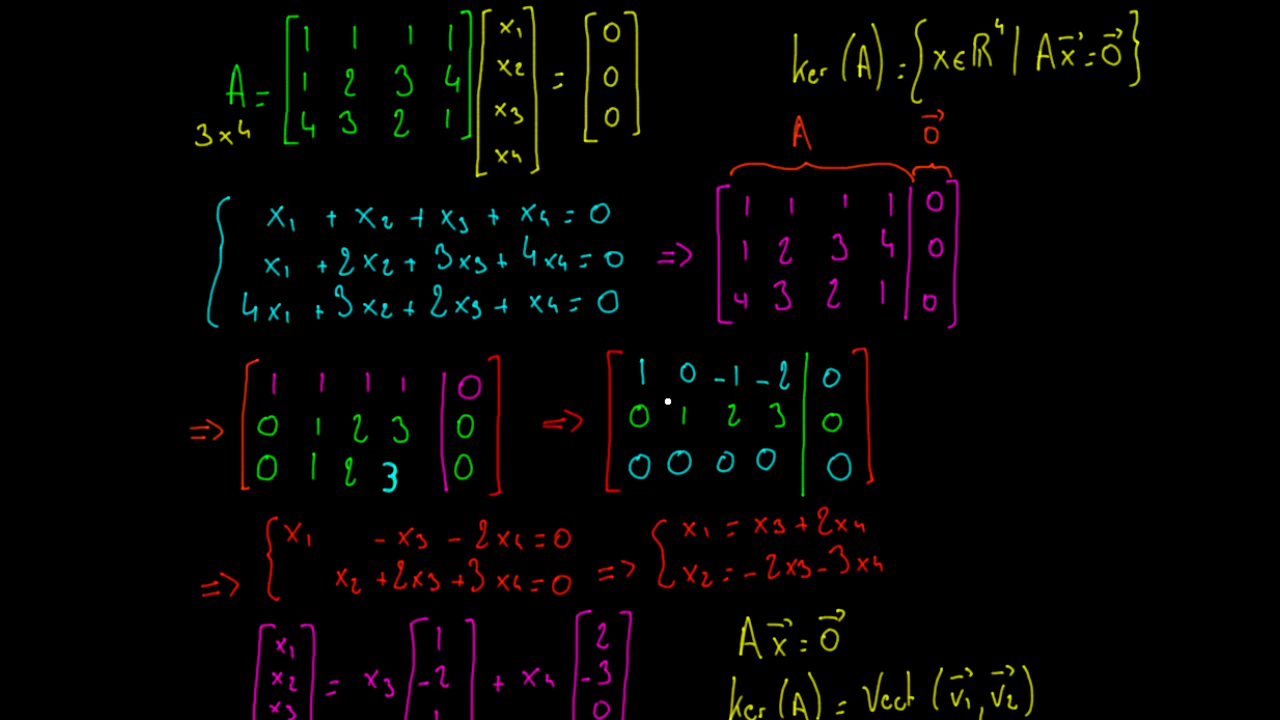 A = [ 1 1 1 1 ] [ x₁ ] = [ 0 ]
3x4 [ 1 2 3 4 ] [ x₂ ] [ 0 ]
[ 4 3 2 1 ] [ x₃ ] [ 0 ]
[ x₄ ]
ker (A) = {x∈ℝ⁴ | Ax⃗ = 0⃗}
{ x₁ + x₂ + x₃ + x₄ = 0
x₁ + 2x₂ + 3x₃ + 4x₄ = 0
4x₁ + 3x₂ + 2x₃ + x₄ = 0
A 0⃗
=> [ 1 1 1 1 | 0 ]
[ 1 2 3 4 | 0 ]
[ 4 3 2 1 | 0 ]
=> [ 1 1 1 1 | 0 ]
[ 0 1 2 3 | 0 ]
[ 0 1 2 3 | 0 ]
=> [ 1 0 -1 -2 | 0 ]
[ 0 1 2 3 | 0 ]
[ 0 0 0 0 | 0 ]
=> { x₁ - x₃ - 2x₄ = 0
x₂ + 2x₃ + 3x₄ = 0
=> { x₁ = x₃ + 2x₄
x₂ = -2x₃ - 3x₄
[ x₁ ] [ 1 ] [ 2 ]
[ x₂ ] = x₃ [ -2 ] + x₄ [ -3 ]
[ x₃ ] [ 1 ] [ 0 ]
Ax⃗ = 0⃗
ker (A) = Vect (v⃗₁, v⃗₂)